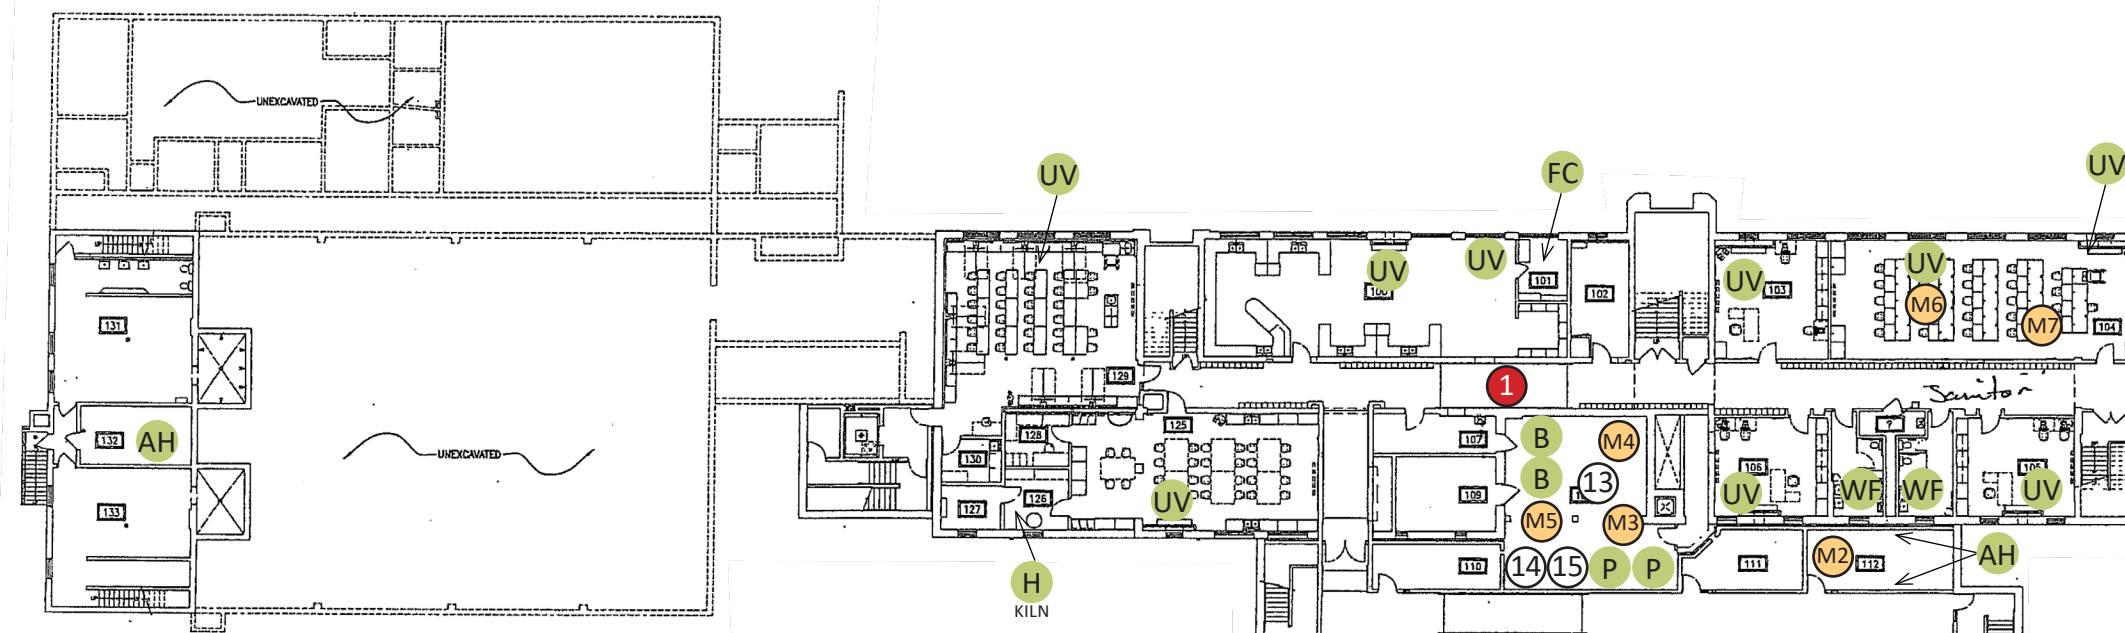 UNEXCAVATED
UV
FC
UV
UP
UV
UV
UV
UV
101
102
103
M6
M7
104
131
129
1
Janitor
132
AH
128
125
107
B
M4
?
130
UNEXCAVATED
106
109
B
13
UV
WF
WF
105
UV
133
127
126
UV
M5
M3
110
14
15
P
P
111
M2
112
AH
H
KILN